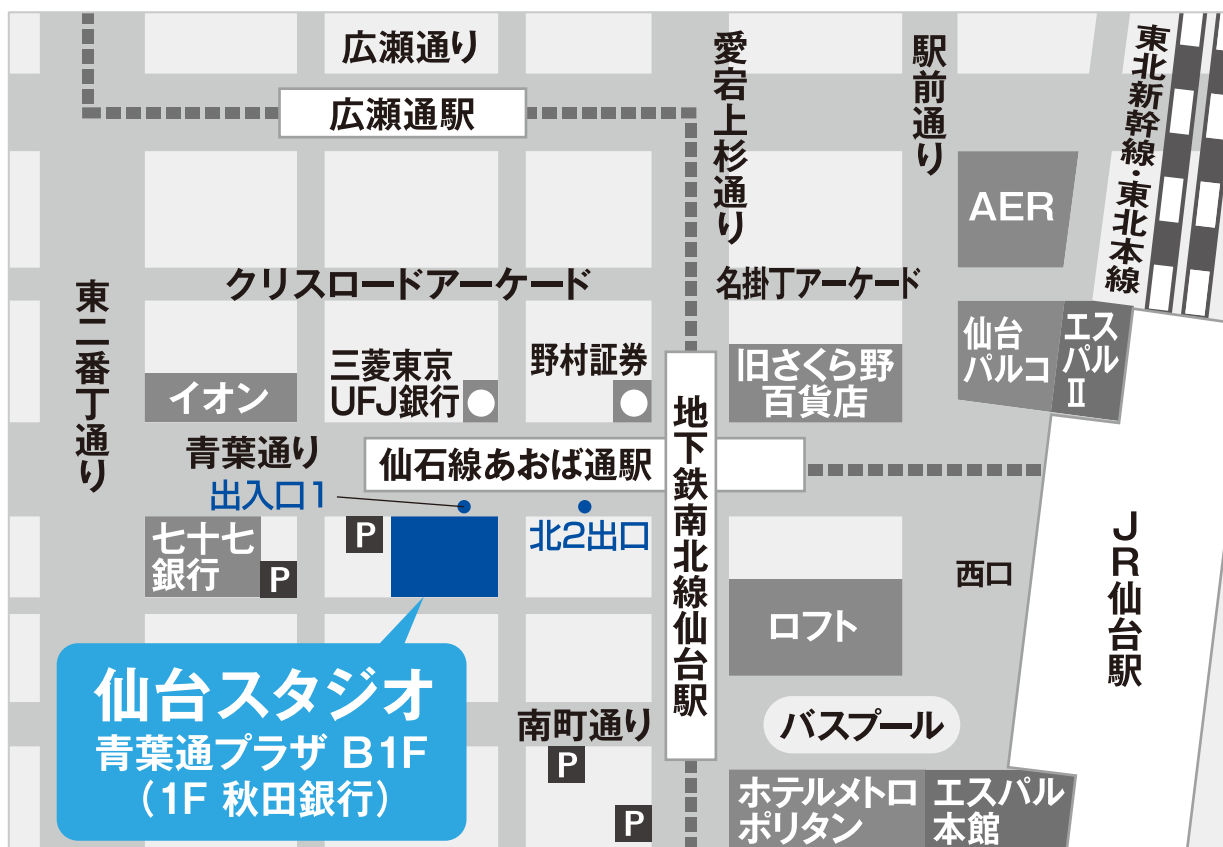 広瀬通り
広瀬通駅
愛宕上杉通り
駅前通り
東北新幹線・東北本線
AER
クリスロードアーケード
名掛丁アーケード
東二番丁通り
イオン
三菱東京
UFJ銀行
野村証券
旧さくら野
百貨店
仙台
パルコ
エス
パル
Ⅱ
青葉通り
仙石線あおば通駅
地下鉄南北線仙台駅
出入口1
北2出口
七十七
銀行
P
P
西口
JR仙台駅
ロフト
仙台スタジオ
青葉通プラザ B1F
（1F 秋田銀行）
南町通り
P
P
バスプール
ホテルメトロ
ポリタン
エスパル
本館